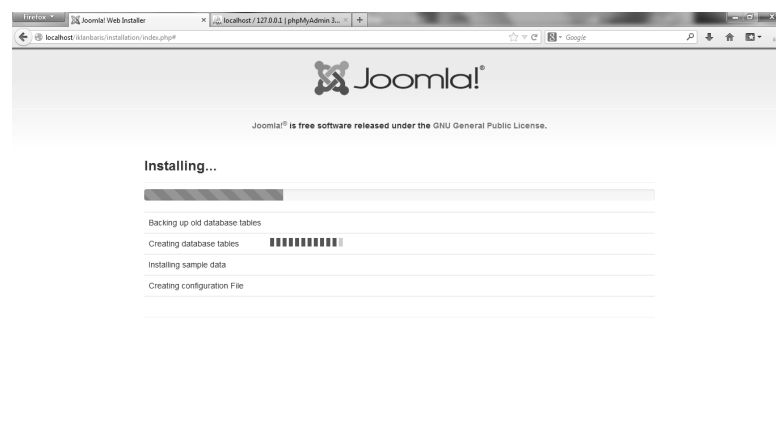 Firefox
Joomla! Web Installer
localhost / 127.0.0.1 | phpMyAdmin 3...
localhost/iklanbaris/installation/index.php#
Google
Joomla!®
Joomla!® is free software released under the GNU General Public License.
Installing...
Backing up old database tables
Creating database tables
Installing sample data
Creating configuration File